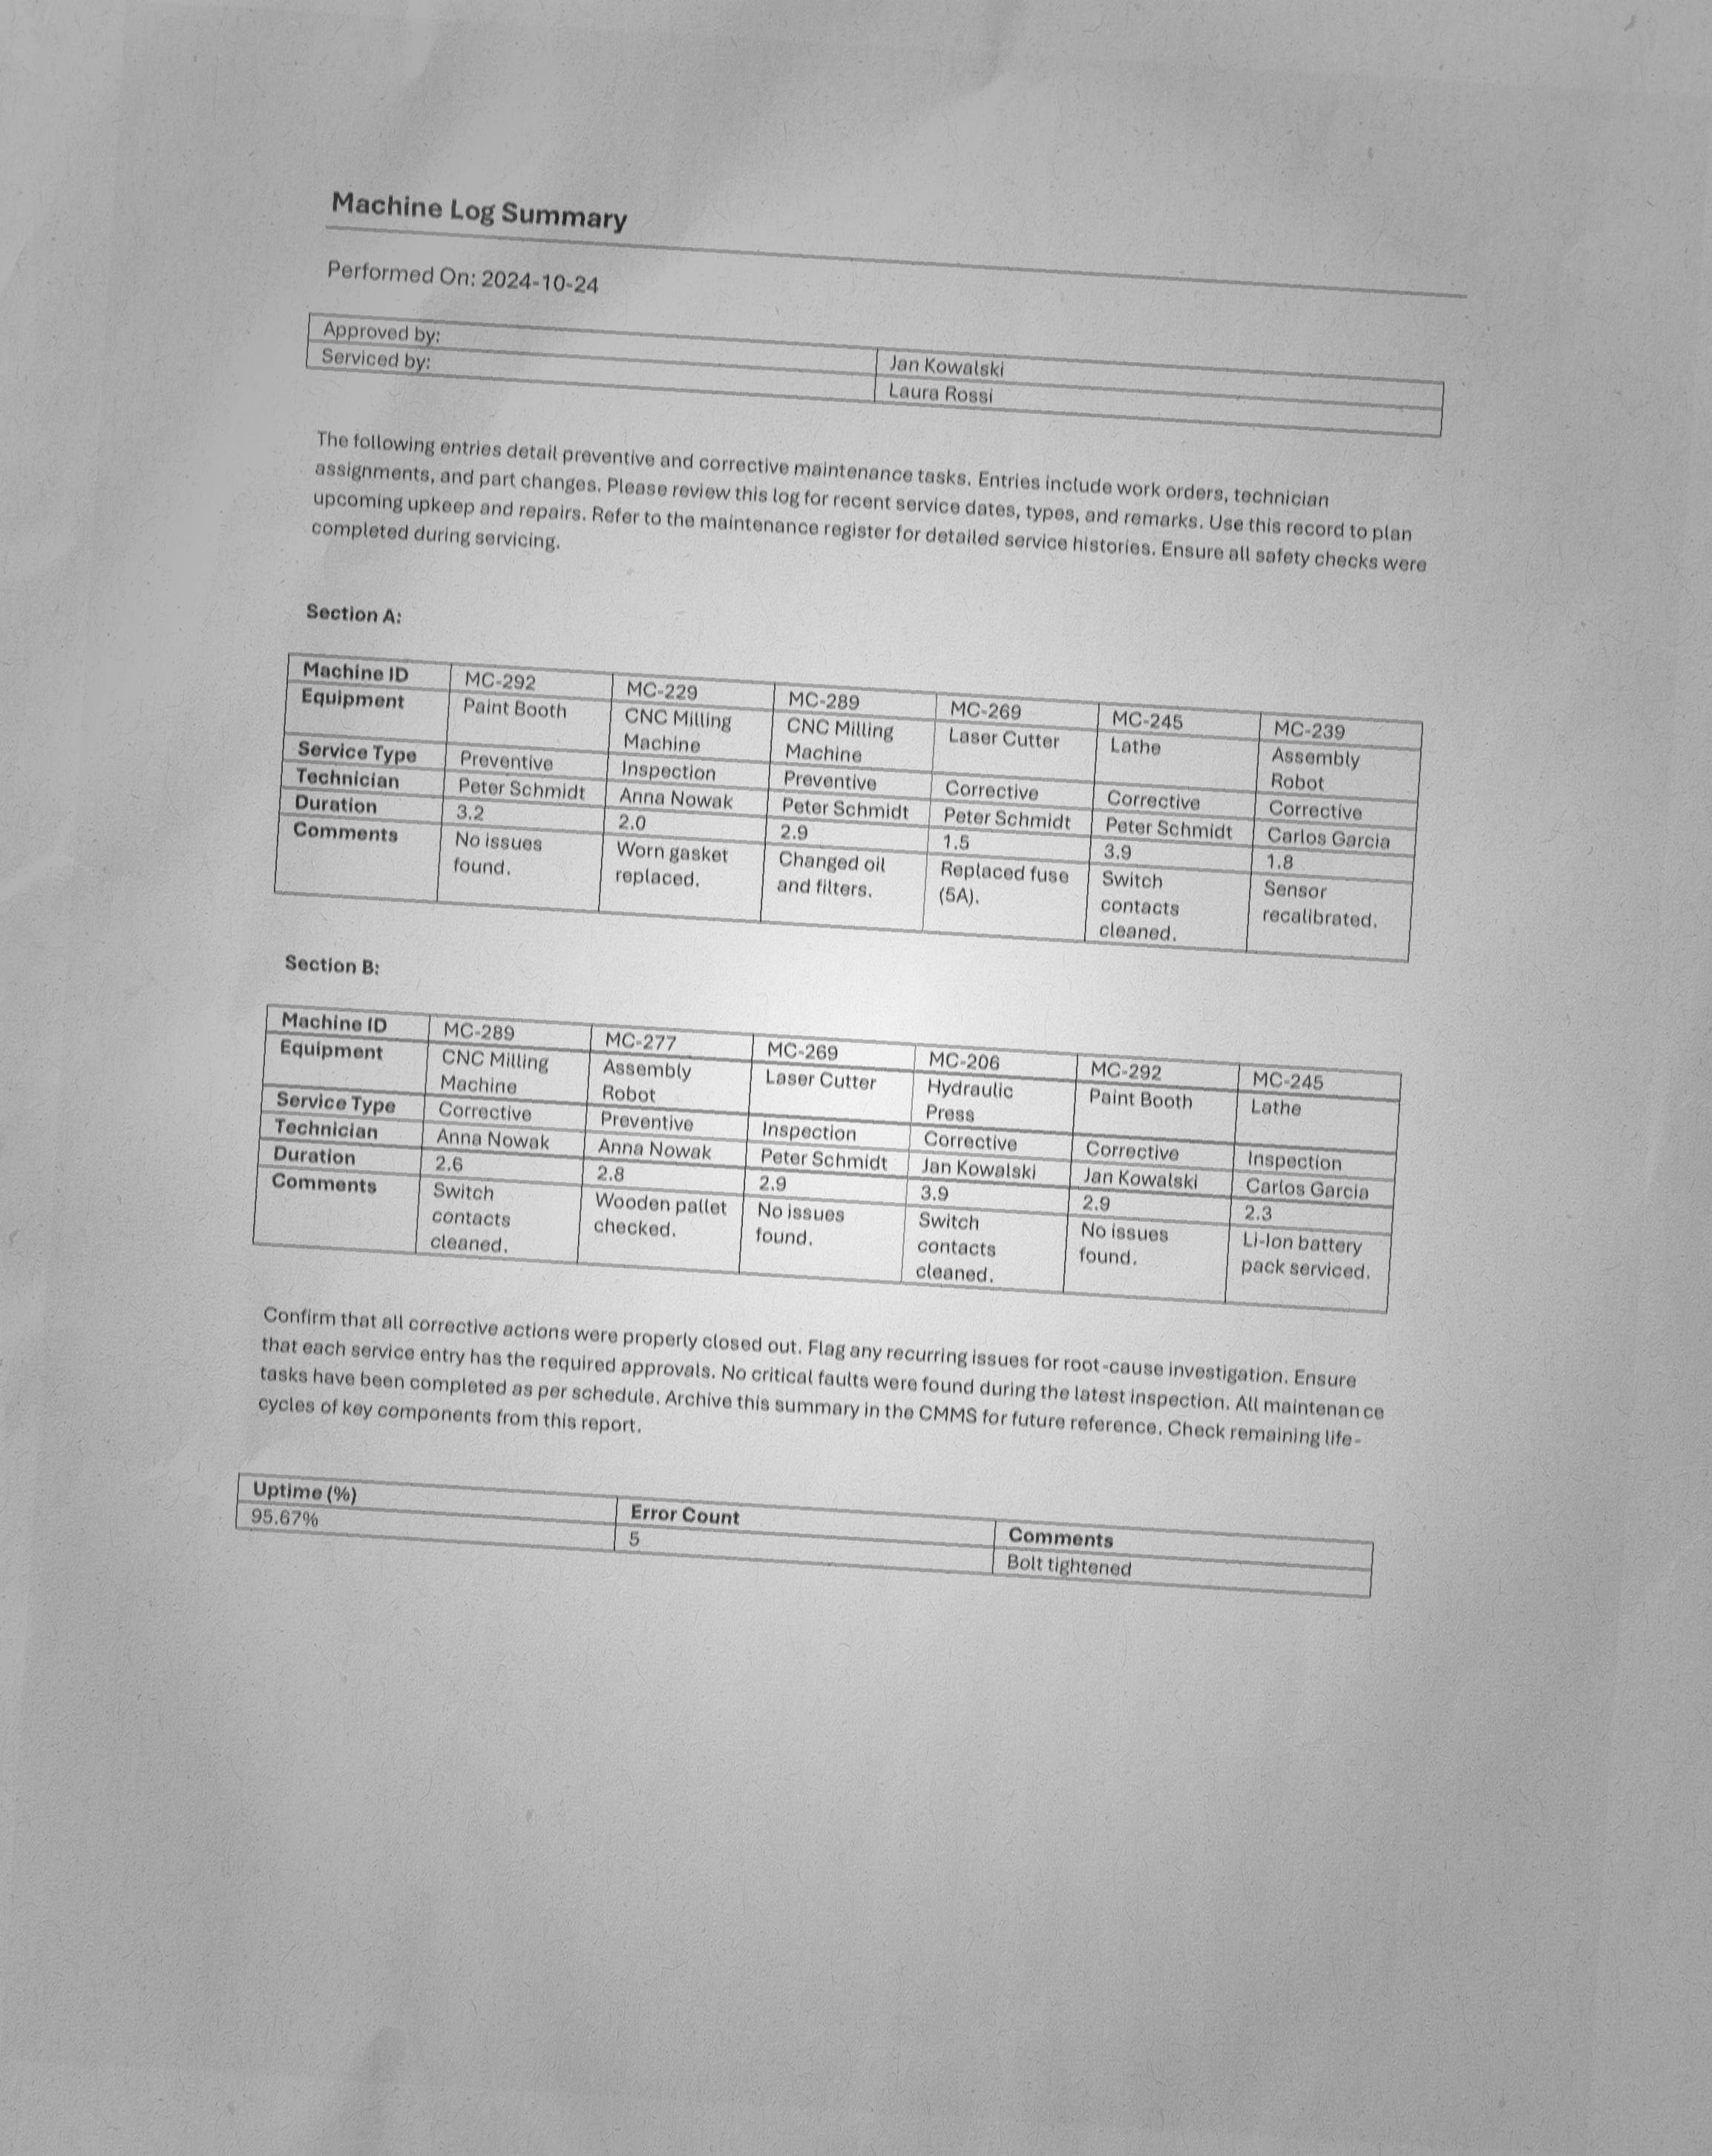 Machine Log Summary
Performed On: 2024-10-24
Approved by: Jan Kowalski
Serviced by: Laura Rossi
The following entries detail preventive and corrective maintenance tasks. Entries include work orders, technician
assignments, and part changes. Please review this log for recent service dates, types, and remarks. Use this record to plan
upcoming upkeep and repairs. Refer to the maintenance register for detailed service histories. Ensure all safety checks were
completed during servicing.
Section A:
Machine ID MC-292 MC-229 MC-289 MC-269 MC-245 MC-239
Equipment Paint Booth CNC Milling CNC Milling Laser Cutter Lathe Assembly
Machine Machine Robot
Service Type Preventive Inspection Preventive Corrective Corrective Corrective
Technician Peter Schmidt Anna Nowak Peter Schmidt Peter Schmidt Peter Schmidt Carlos Garcia
Duration 3.2 2.0 2.9 1.5 3.9 1.8
Comments No issues Worn gasket Changed oil Replaced fuse Switch Sensor
found. replaced. and filters. (5A). contacts recalibrated.
cleaned.
Section B:
Machine ID MC-289 MC-277 MC-269 MC-206 MC-292 MC-245
Equipment CNC Milling Assembly Laser Cutter Hydraulic Paint Booth Lathe
Machine Robot Press
Service Type Corrective Preventive Inspection Corrective Corrective Inspection
Technician Anna Nowak Anna Nowak Peter Schmidt Jan Kowalski Jan Kowalski Carlos Garcia
Duration 2.6 2.8 2.9 3.9 2.9 2.3
Comments Switch Wooden pallet No issues Switch No issues Li-Ion battery
contacts checked. found. contacts found. pack serviced.
cleaned. cleaned.
Confirm that all corrective actions were properly closed out. Flag any recurring issues for root-cause investigation. Ensure
that each service entry has the required approvals. No critical faults were found during the latest inspection. All maintenance
tasks have been completed as per schedule. Archive this summary in the CMMS for future reference. Check remaining life-
cycles of key components from this report.
Uptime (%) Error Count Comments
95.67% 5 Bolt tightened